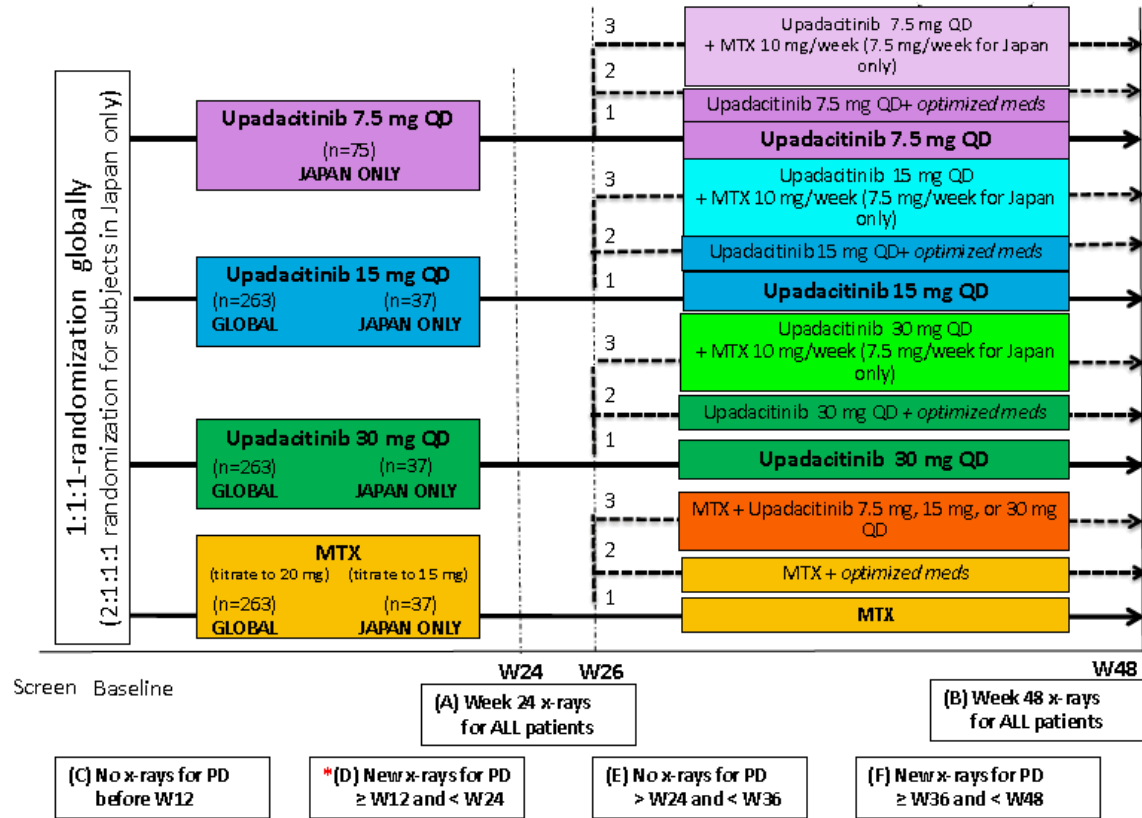 1:1:1-randomization globally
(2:1:1:1 randomization for subjects in Japan only)
Upadacitinib 7.5 mg QD
(n=75)
JAPAN ONLY
Upadacitinib 15 mg QD
(n=263) (n=37)
GLOBAL JAPAN ONLY
Upadacitinib 30 mg QD
(n=263) (n=37)
GLOBAL JAPAN ONLY
MTX
(titrate to 20 mg) (titrate to 15 mg)
(n=263) (n=37)
GLOBAL JAPAN ONLY
3
2
1
Upadacitinib 7.5 mg QD
+ MTX 10 mg/week (7.5 mg/week for Japan
only)
Upadacitinib 7.5 mg QD+ optimized meds
Upadacitinib 7.5 mg QD
3
2
1
Upadacitinib 15 mg QD
+ MTX 10 mg/week (7.5 mg/week for Japan
only)
Upadacitinib 15 mg QD+ optimized meds
Upadacitinib 15 mg QD
3
2
1
Upadacitinib 30 mg QD
+ MTX 10 mg/week (7.5 mg/week for Japan
only)
Upadacitinib 30 mg QD + optimized meds
Upadacitinib 30 mg QD
3
2
1
MTX + Upadacitinib 7.5 mg, 15 mg, or 30 mg
QD
MTX + optimized meds
MTX
Screen Baseline W24 W26 W48
(A) Week 24 x-rays
for ALL patients
(B) Week 48 x-rays
for ALL patients
(C) No x-rays for PD
before W12
*(D) New x-rays for PD
≥ W12 and < W24
(E) No x-rays for PD
> W24 and < W36
(F) New x-rays for PD
≥ W36 and < W48